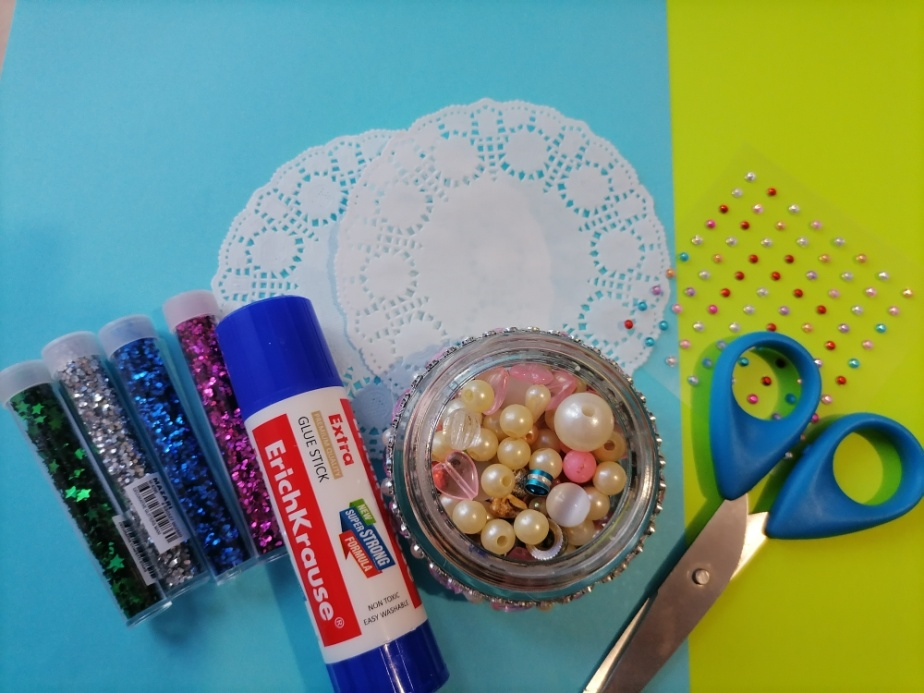 Extra
GLUE STICK
ErichKrause®
NEW
SUPER STRONG
FORMULA
NON TOXIC
EASY WASHABLE